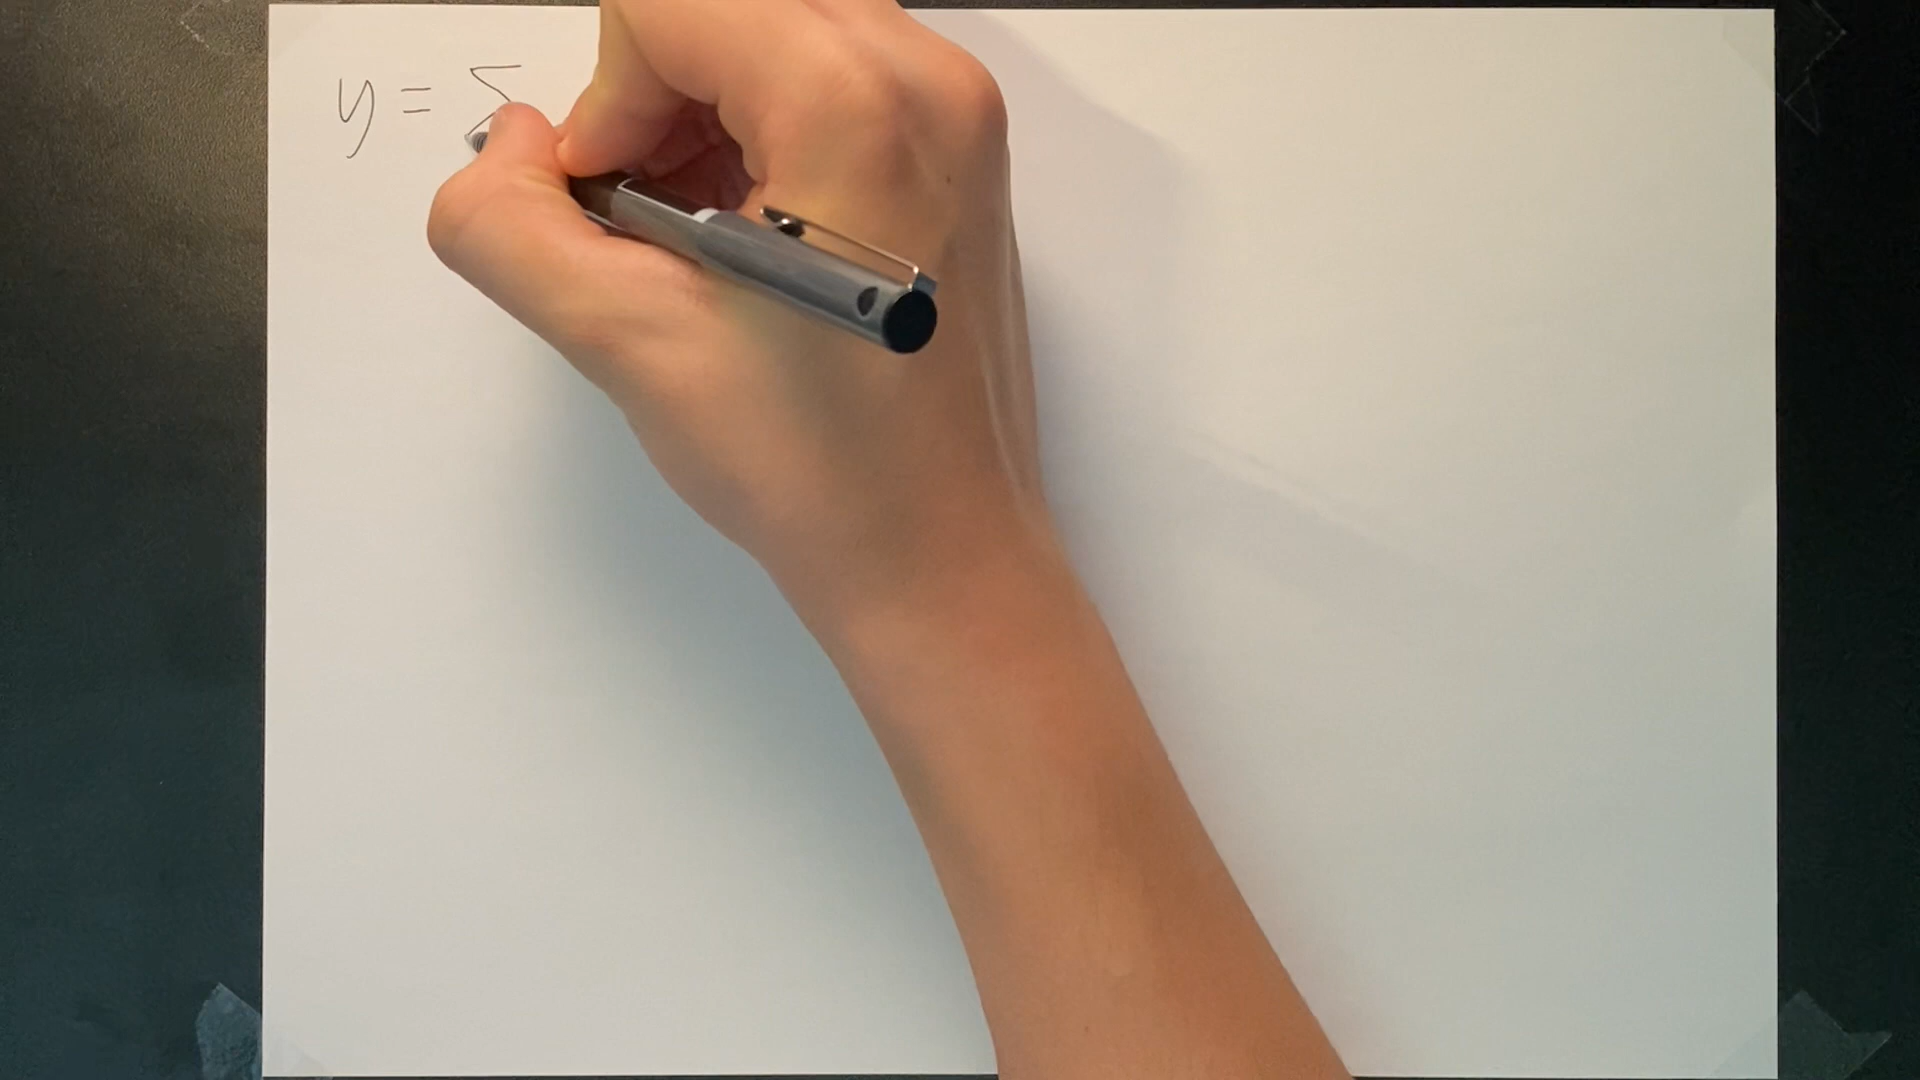 y = Σ